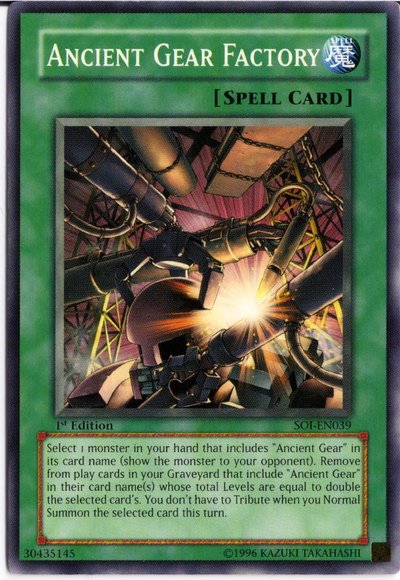 ANCIENT GEAR FACTORY 魔
[SPELL CARD]
1st Edition
SOI-EN039
Select 1 monster in your hand that includes "Ancient Gear" in
its card name (show the monster to your opponent). Remove
from play cards in your Graveyard that include "Ancient Gear"
in their card name(s) whose total Levels are equal to double
the selected card's. You don't have to Tribute when you Normal
Summon the selected card this turn.
30435145
©1996 KAZUKI TAKAHASHI